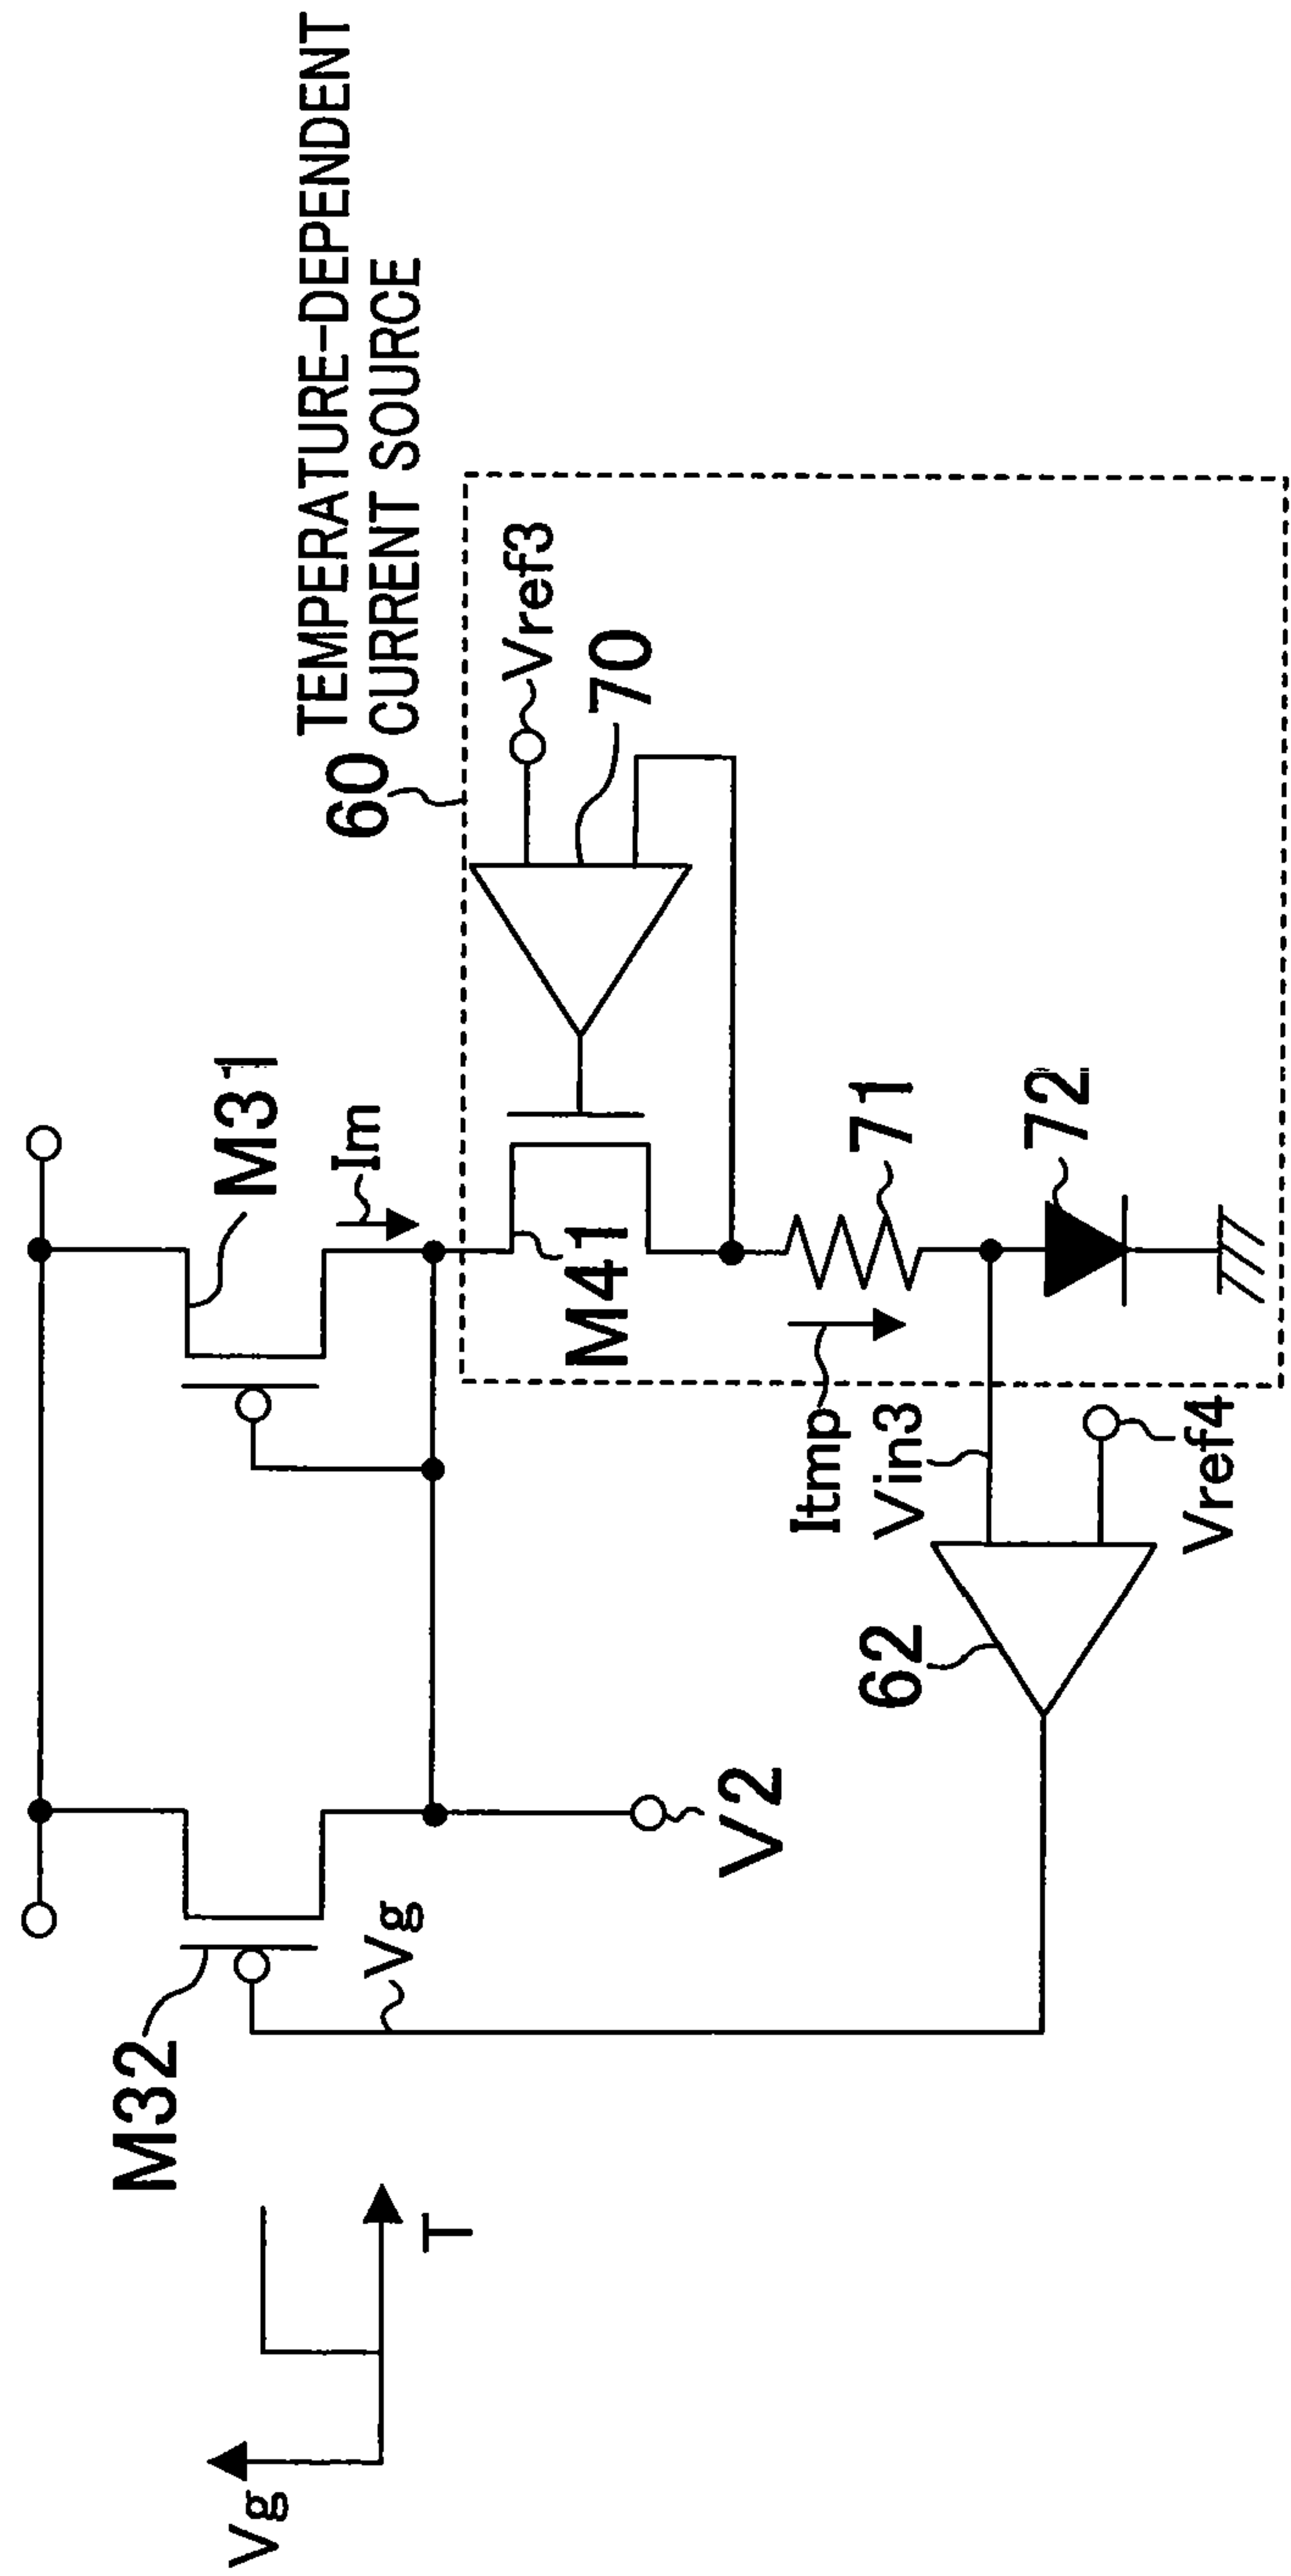 TEMPERATURE-DEPENDENT
CURRENT SOURCE
60
Vref3
70
M31
Im
M41
71
72
Itmp
Vin3
Vref4
62
V2
Vg
M32
T
Vg